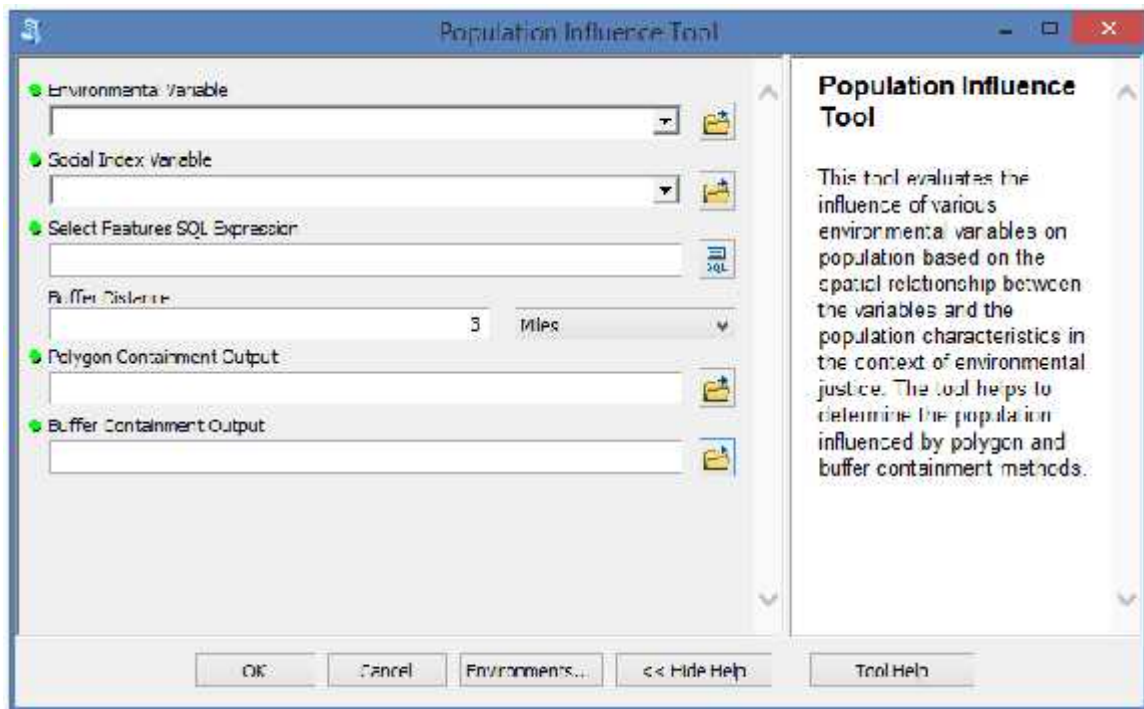 Population Influence Tool
Environmental Variable
Social Index Variable
Select Features SQL Expression
SQL
Buffer Distance
3 Miles
Polygon Containment Output
Buffer Containment Output
OK Cancel Environments... << Hide Help Tool Help
Population Influence
Tool
This tool evaluates the
influence of various
environmental variables on
population based on the
spatial relationship between
the variables and the
population characteristics in
the context of environmental
justice. The tool helps to
determine the population
influenced by polygon and
buffer containment methods.